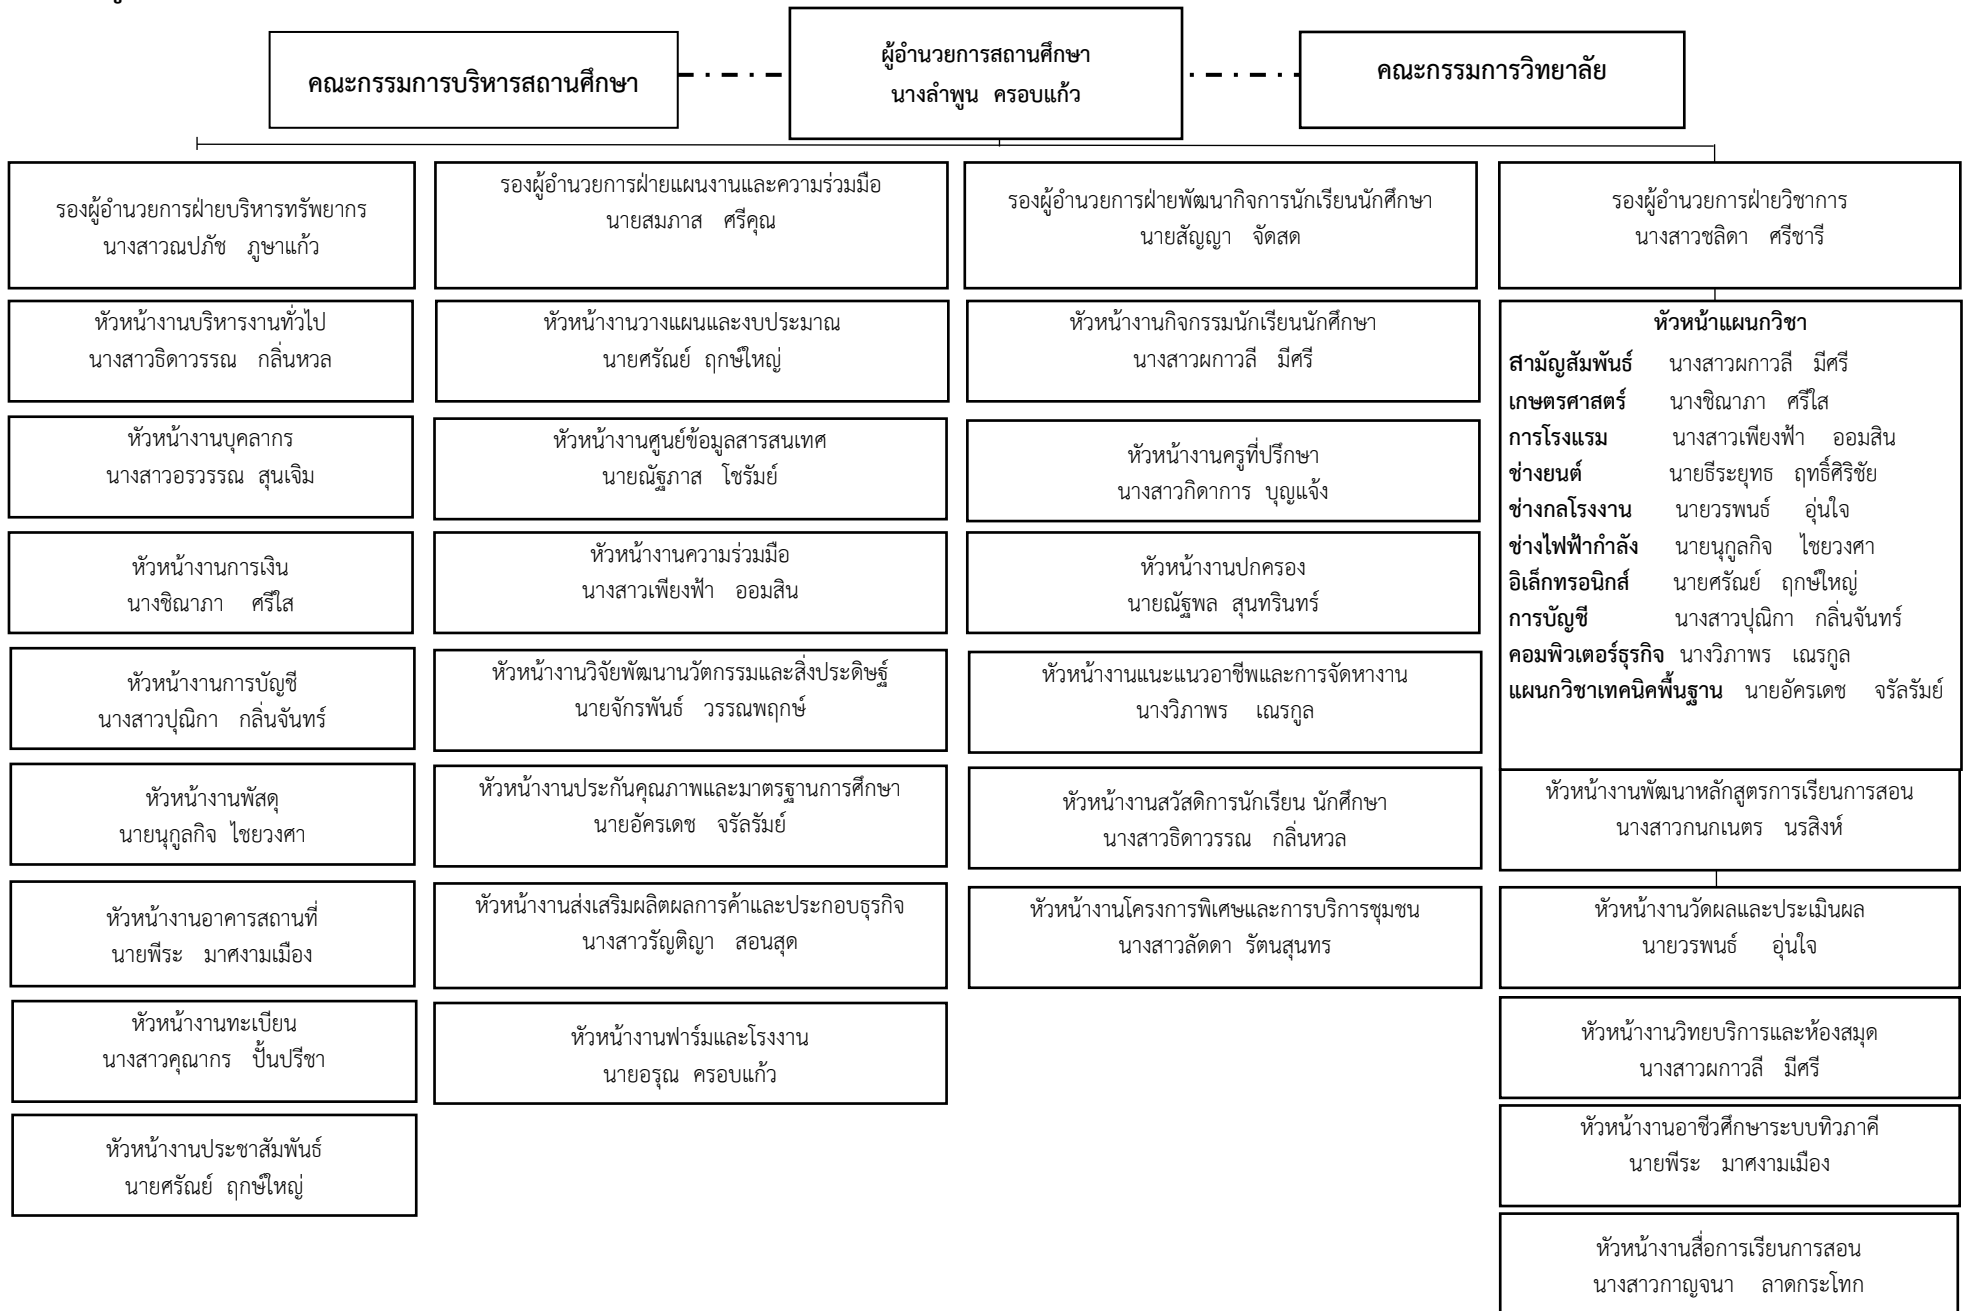 คณะกรรมการบริหารสถานศึกษา
ผู้อำนวยการสถานศึกษา
นางลำพูน ครอบแก้ว
คณะกรรมการวิทยาลัย
รองผู้อำนวยการฝ่ายบริหารทรัพยากร
นางสาวณปภัช ภูษาแก้ว
หัวหน้างานบริหารงานทั่วไป
นางสาวธิดาวรรณ กลิ่นหวล
หัวหน้างานบุคลากร
นางสาวอรวรรณ สุนเจิม
หัวหน้างานการเงิน
นางชิณาภา ศรีใส
หัวหน้างานการบัญชี
นางสาวปุณิกา กลิ่นจันทร์
หัวหน้างานพัสดุ
นายนุกูลกิจ ไชยวงศา
หัวหน้างานอาคารสถานที่
นายพีระ มาศงามเมือง
หัวหน้างานทะเบียน
นางสาวคุณากร ปั้นปรีชา
หัวหน้างานประชาสัมพันธ์
นายศรัณย์ ฤกษ์ใหญ่
รองผู้อำนวยการฝ่ายแผนงานและความร่วมมือ
นายสมภาส ศรีคุณ
หัวหน้างานวางแผนและงบประมาณ
นายศรัณย์ ฤกษ์ใหญ่
หัวหน้างานศูนย์ข้อมูลสารสนเทศ
นายณัฐภาส โชรัมย์
หัวหน้างานความร่วมมือ
นางสาวเพียงฟ้า ออมสิน
หัวหน้างานวิจัยพัฒนานวัตกรรมและสิ่งประดิษฐ์
นายจักรพันธ์ วรรณพฤกษ์
หัวหน้างานประกันคุณภาพและมาตรฐานการศึกษา
นายอัครเดช จรัลรัมย์
หัวหน้างานส่งเสริมผลิตผลการค้าและประกอบธุรกิจ
นางสาวรัญติญา สอนสุด
หัวหน้างานฟาร์มและโรงงาน
นายอรุณ ครอบแก้ว
รองผู้อำนวยการฝ่ายพัฒนากิจการนักเรียนนักศึกษา
นายสัญญา จัดสด
หัวหน้างานกิจกรรมนักเรียนนักศึกษา
นางสาวผกาวลี มีศรี
หัวหน้างานครูที่ปรึกษา
นางสาวกิดาการ บุญแจ้ง
หัวหน้างานปกครอง
นายณัฐพล สุนทรินทร์
หัวหน้างานแนะแนวอาชีพและการจัดหางาน
นางวิภาพร เณรกูล
หัวหน้างานสวัสดิการนักเรียน นักศึกษา
นางสาวธิดาวรรณ กลิ่นหวล
หัวหน้างานโครงการพิเศษและการบริการชุมชน
นางสาวลัดดา รัตนสุนทร
รองผู้อำนวยการฝ่ายวิชาการ
นางสาวชลิดา ศรีชารี
หัวหน้าแผนกวิชา
สามัญสัมพันธ์ นางสาวผกาวลี มีศรี
เกษตรศาสตร์ นางชิณาภา ศรีใส
การโรงแรม นางสาวเพียงฟ้า ออมสิน
ช่างยนต์ นายธีระยุทธ ฤทธิ์ศิริชัย
ช่างกลโรงงาน นายวรพนธ์ อุ่นใจ
ช่างไฟฟ้ากำลัง นายนุกูลกิจ ไชยวงศา
อิเล็กทรอนิกส์ นายศรัณย์ ฤกษ์ใหญ่
การบัญชี นางสาวปุณิกา กลิ่นจันทร์
คอมพิวเตอร์ธุรกิจ นางวิภาพร เณรกูล
แผนกวิชาเทคนิคพื้นฐาน นายอัครเดช จรัลรัมย์
หัวหน้างานพัฒนาหลักสูตรการเรียนการสอน
นางสาวกนกเนตร นรสิงห์
หัวหน้างานวัดผลและประเมินผล
นายวรพนธ์ อุ่นใจ
หัวหน้างานวิทยบริการและห้องสมุด
นางสาวผกาวลี มีศรี
หัวหน้างานอาชีวศึกษาระบบทิวภาคี
นายพีระ มาศงามเมือง
หัวหน้างานสื่อการเรียนการสอน
นางสาวกาญจนา ลาดกระโทก